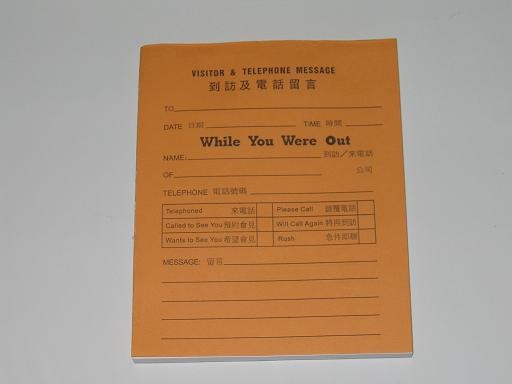 VISITOR & TELEPHONE MESSAGE
到訪及電話留言
TO
DATE 日期 TIME 時間
While You Were Out
NAME: 到訪/來電話
OF 公司
TELEPHONE 電話號碼
Telephoned 來電話 Please Call 請覆電話
Called to See You 預約會見 Will Call Again 將再到訪
Wants to See You 希望會見 Rush 急件即辦
MESSAGE: 留言